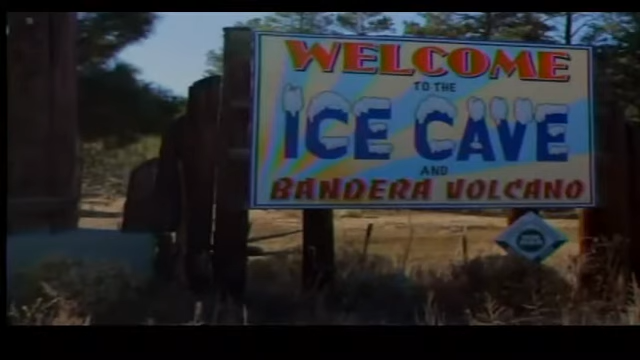 WELCOME
TO THE
ICE CAVE
AND
BANDERA VOLCANO